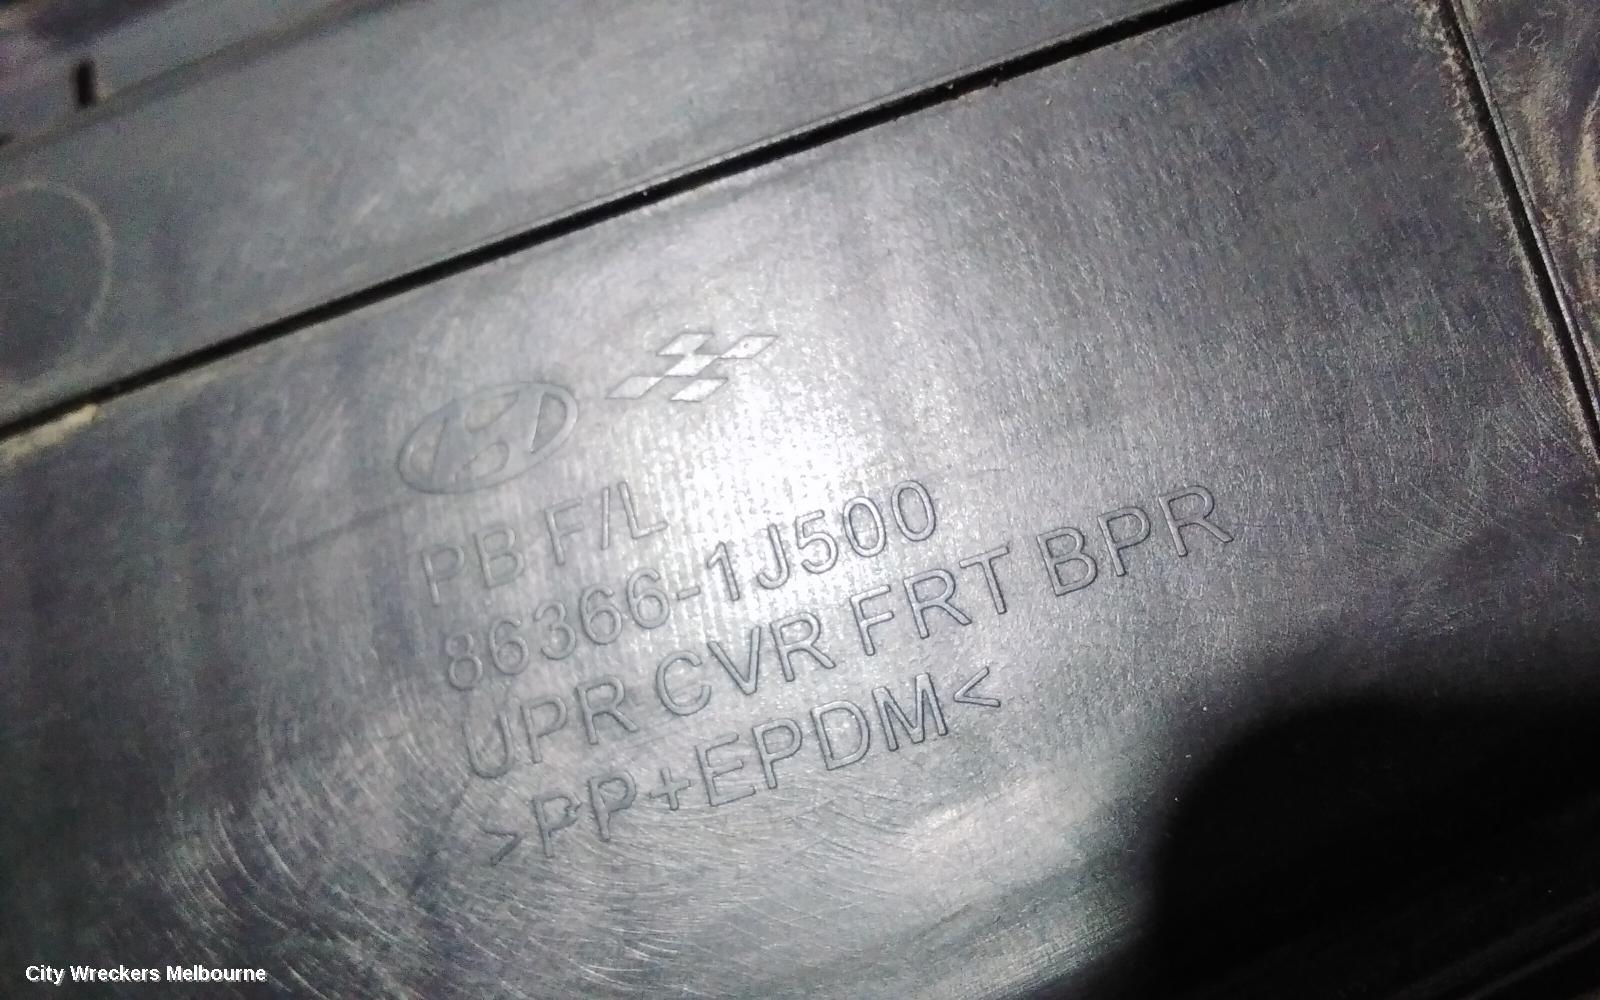 PB F/L
86366-1J500
UPR CVR FRT BPR
>PP+EPDM<
City Wreckers Melbourne